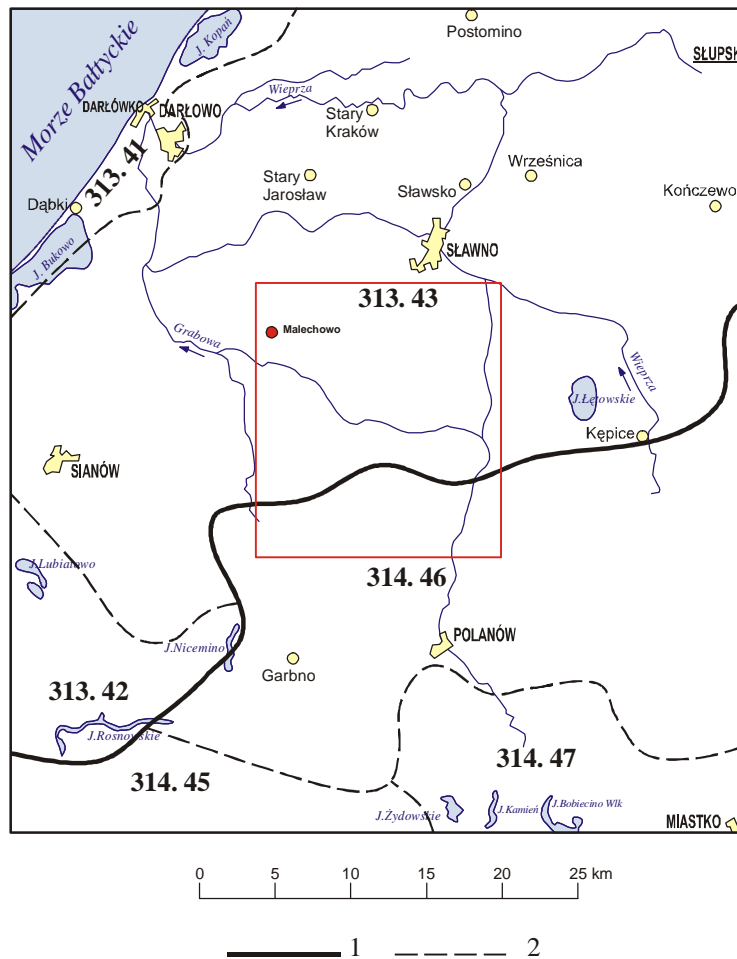 Postomino
J. Kopań
SŁUPSK
Morze Bałtyckie
Wieprza
DARŁÓWKO
DARŁOWO
Stary
Kraków
313. 41
Wrześnica
Stary
Jarosław
Sławsko
Kończewo
Dąbki
J. Bukowo
SŁAWNO
313. 43
Malechowo
Grabowa
Wieprza
J.Łętowskie
Kępice
SIANÓW
J.Lubiatowo
314. 46
POLANÓW
J.Nicemino
Garbno
313. 42
J.Rosnowskie
314. 47
314. 45
J.Żydowskie
J.Kamień
J.Bobiecino Wlk
MIASTKO
0 5 10 15 20 25 km
1 2